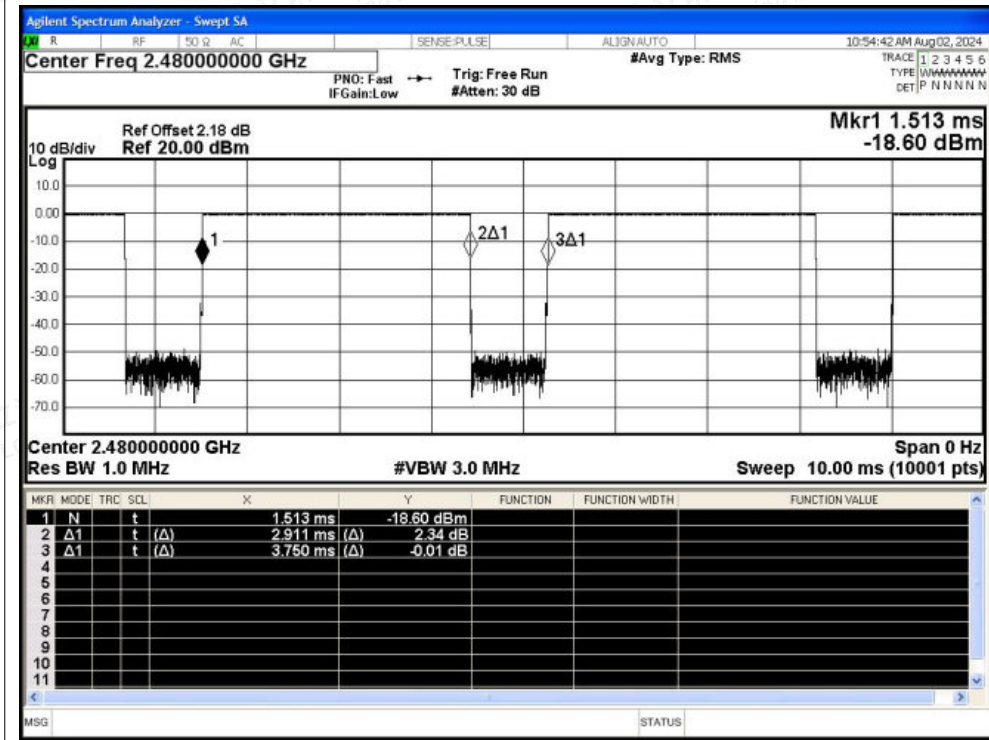 Agilent Spectrum Analyzer - Swept SA
LXI R RF 50 Ω AC SENSE:PULSE ALIGNAUTO 10:54:42 AM Aug 02, 2024
Center Freq 2.480000000 GHz #Avg Type: RMS TRACE 1 2 3 4 5 6
PNO: Fast Trig: Free Run TYPE WWWWWW
IFGain:Low #Atten: 30 dB DET P N N N N N
Mkr1 1.513 ms
-18.60 dBm
Ref Offset 2.18 dB
10 dB/div Ref 20.00 dBm
Log
10.0
0.00
1 2Δ1 3Δ1
-10.0
-20.0
-30.0
-40.0
-50.0
-60.0
-70.0
Center 2.480000000 GHz Span 0 Hz
Res BW 1.0 MHz #VBW 3.0 MHz Sweep 10.00 ms (10001 pts)
MKR MODE TRC SCL X Y FUNCTION FUNCTION WIDTH FUNCTION VALUE
1 N t 1.513 ms -18.60 dBm
2 Δ1 t (Δ) 2.911 ms (Δ) 2.34 dB
3 Δ1 t (Δ) 3.750 ms (Δ) -0.01 dB
4
5
6
7
8
9
10
11
MSG STATUS